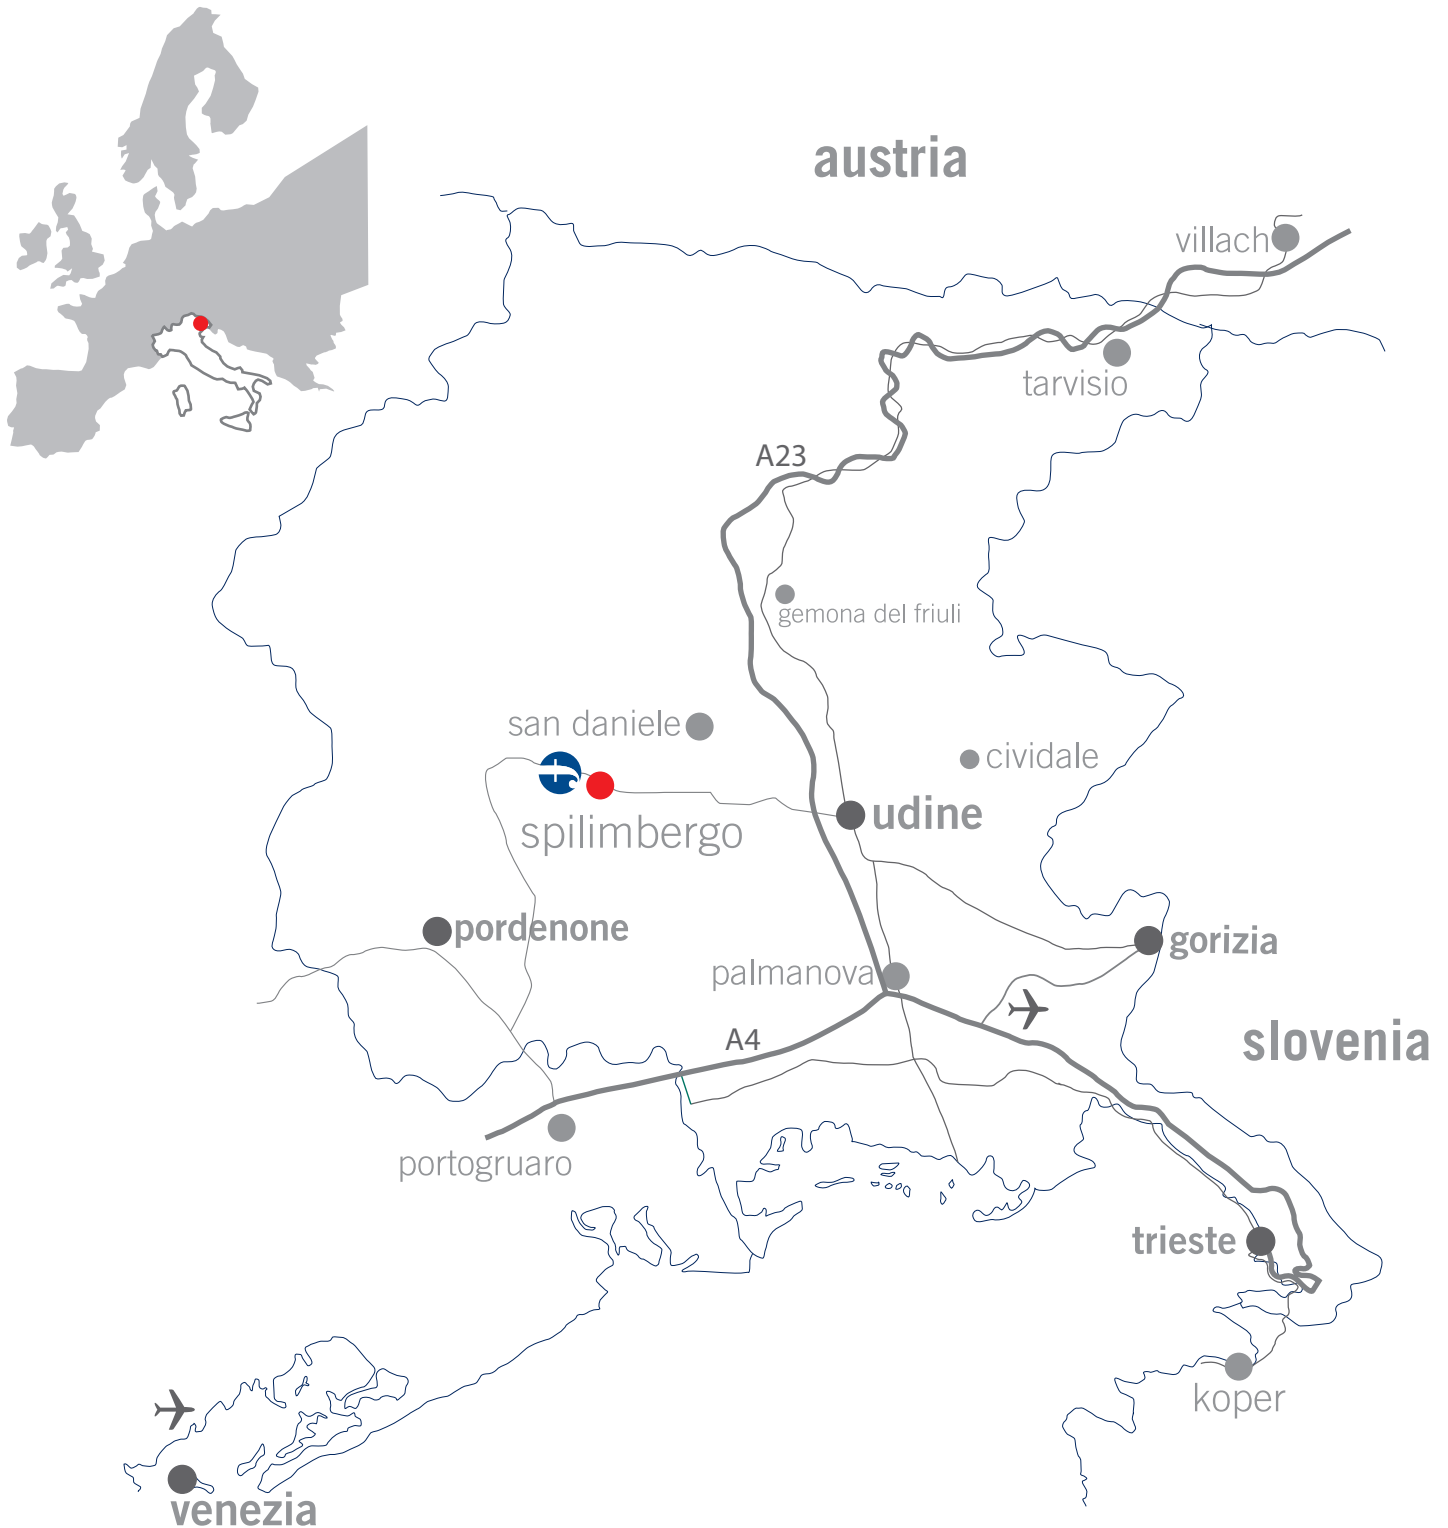 austria
villach
tarvisio
A23
gemona del friuli
san daniele
cividale
spilimbergo
udine
pordenone
gorizia
palmanova
slovenia
A4
portogruaro
trieste
koper
venezia